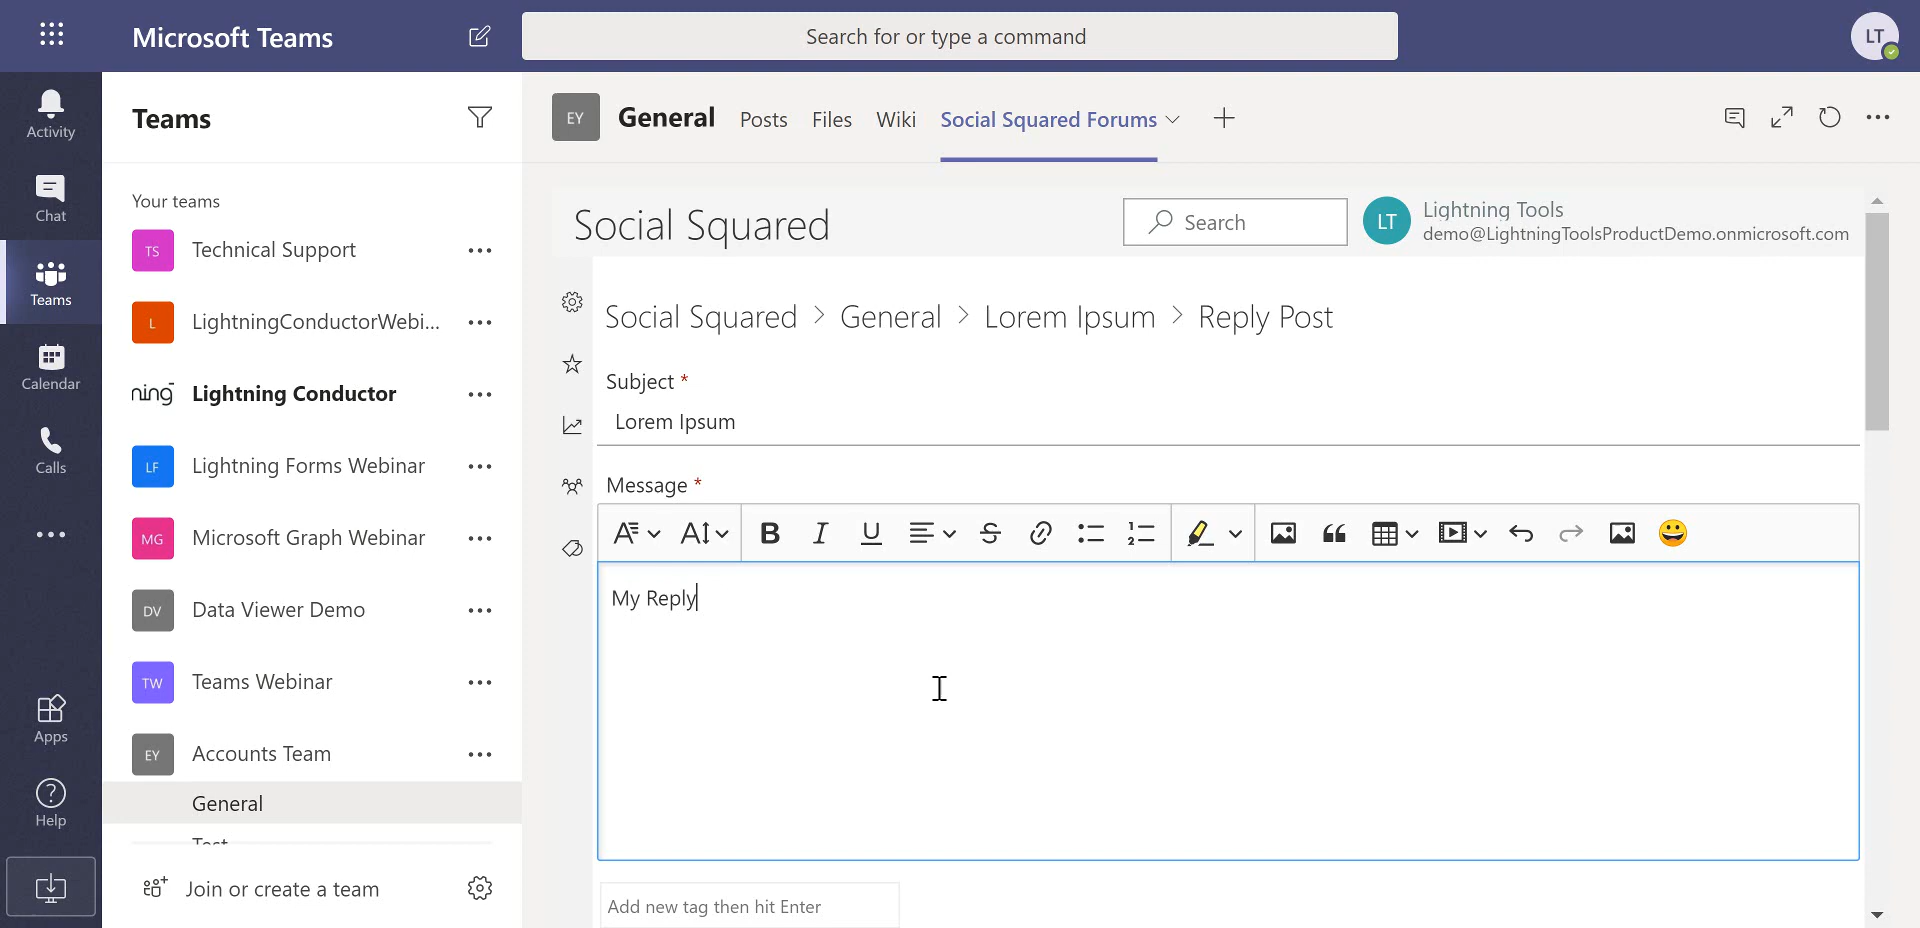 Microsoft Teams
Search for or type a command
LT
Activity
Chat
Teams
Calendar
Calls
Apps
Help
Teams
Your teams
TS Technical Support
L LightningConductorWebi...
ning Lightning Conductor
LF Lightning Forms Webinar
MG Microsoft Graph Webinar
DV Data Viewer Demo
TW Teams Webinar
EY Accounts Team
General
Test
Join or create a team
EY General Posts Files Wiki Social Squared Forums
Social Squared
Search
LT Lightning Tools
demo@LightningToolsProductDemo.onmicrosoft.com
Social Squared > General > Lorem Ipsum > Reply Post
Subject *
Lorem Ipsum
Message *
My Reply
Add new tag then hit Enter